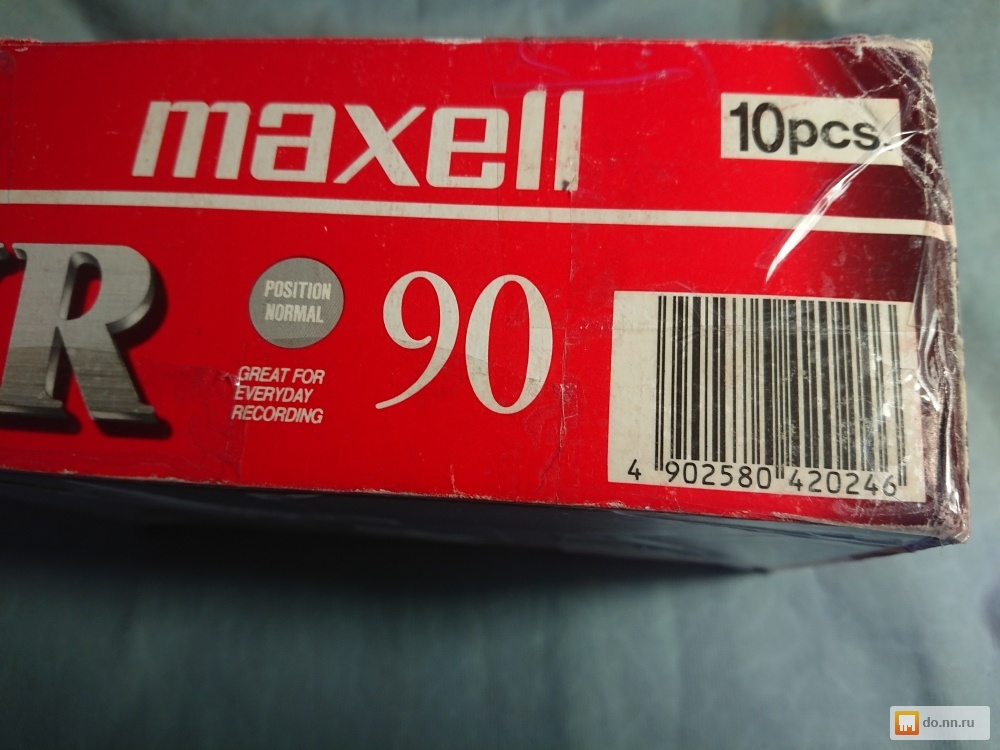 maxell
10pcs.
R
POSITION
NORMAL
90
GREAT FOR
EVERYDAY
RECORDING
4 902580 420246
do.nn.ru